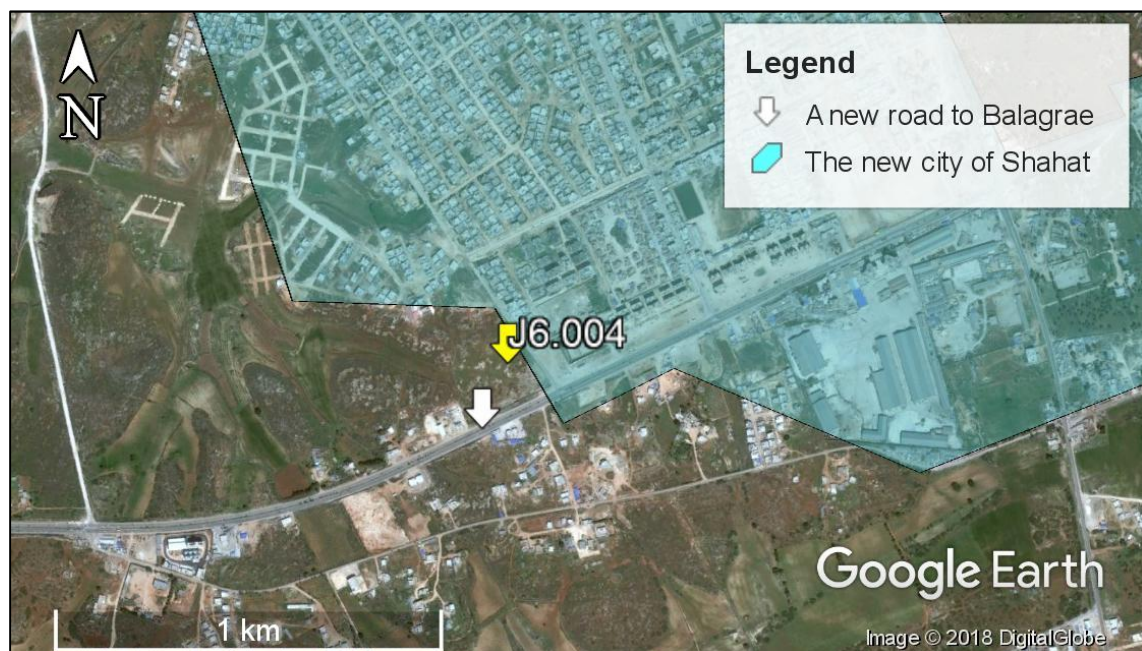 N
Legend
A new road to Balagrae
The new city of Shahat
J6.004
Google Earth
1 km
Image © 2018 DigitalGlobe